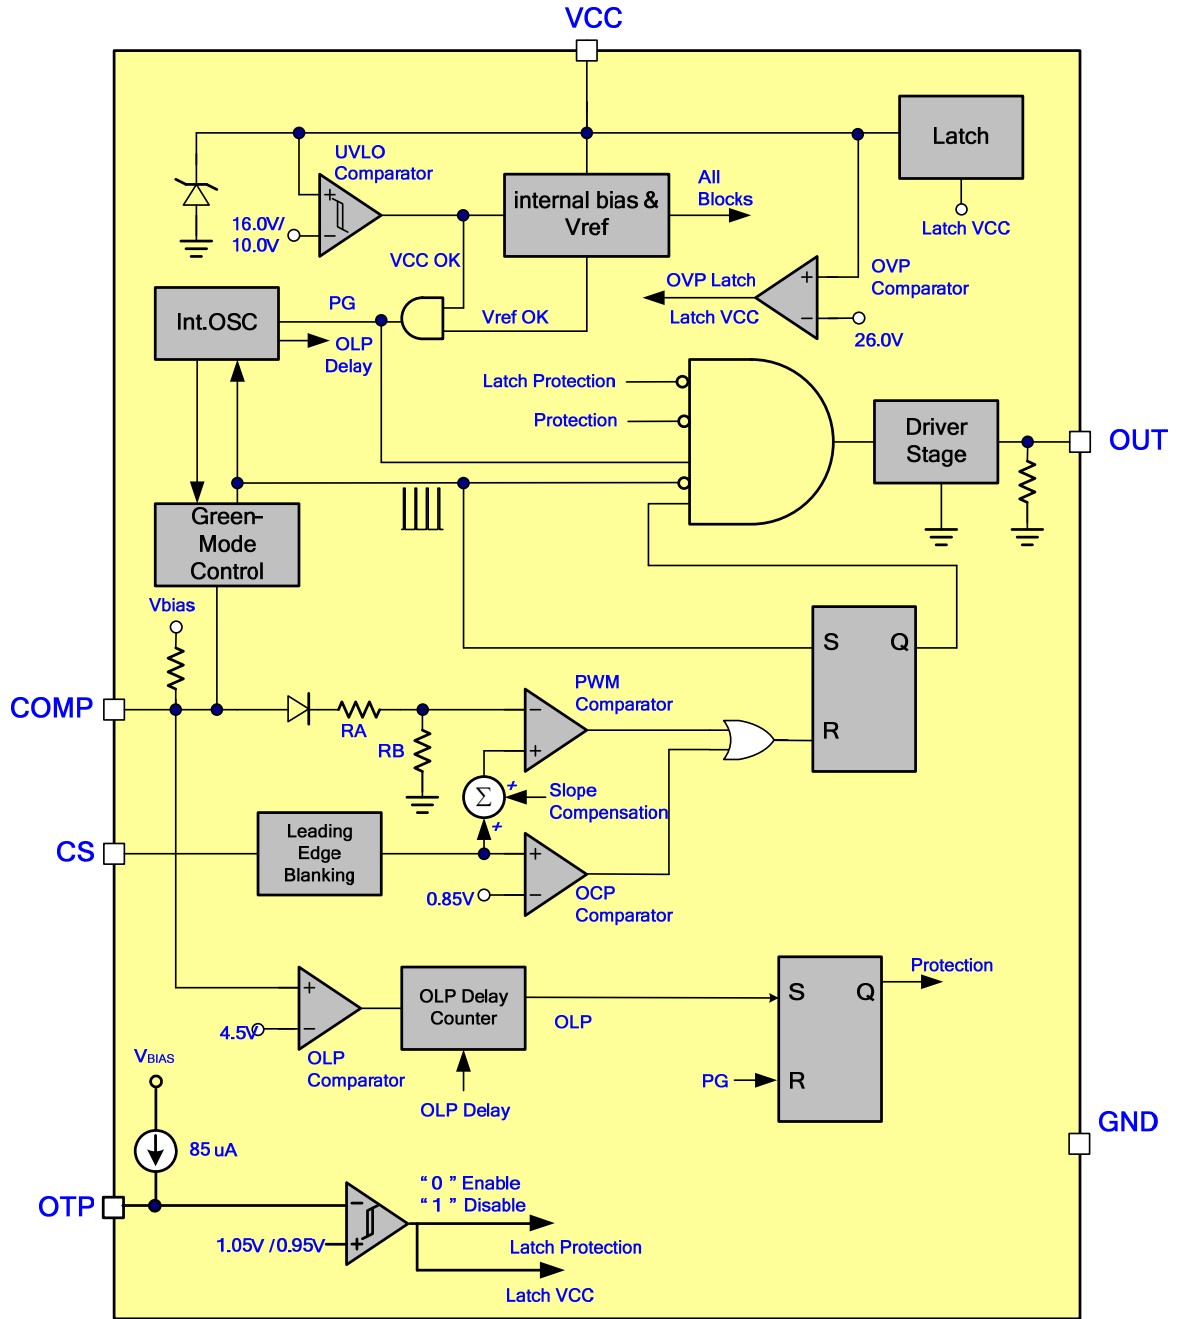 VCC
Latch
UVLO
Comparator
internal bias &
Vref
All
Blocks
+
−
16.0V/
10.0V
Latch VCC
VCC OK
OVP Latch
Latch VCC
+
−
OVP
Comparator
26.0V
PG
Vref OK
Int.OSC
OLP
Delay
Latch Protection
Protection
Driver
Stage
OUT
Green-
Mode
Control
Vbias
S
Q
R
COMP
RA
RB
PWM
Comparator
−
+
Σ
+
+
Slope
Compensation
CS
Leading
Edge
Blanking
+
−
0.85V
OCP
Comparator
Protection
+
−
4.5V
OLP
Comparator
OLP Delay
Counter
OLP
OLP Delay
S
Q
R
PG
GND
VBIAS
85 uA
OTP
−
+
1.05V / 0.95V
“ 0 ” Enable
“ 1 ” Disable
Latch Protection
Latch VCC